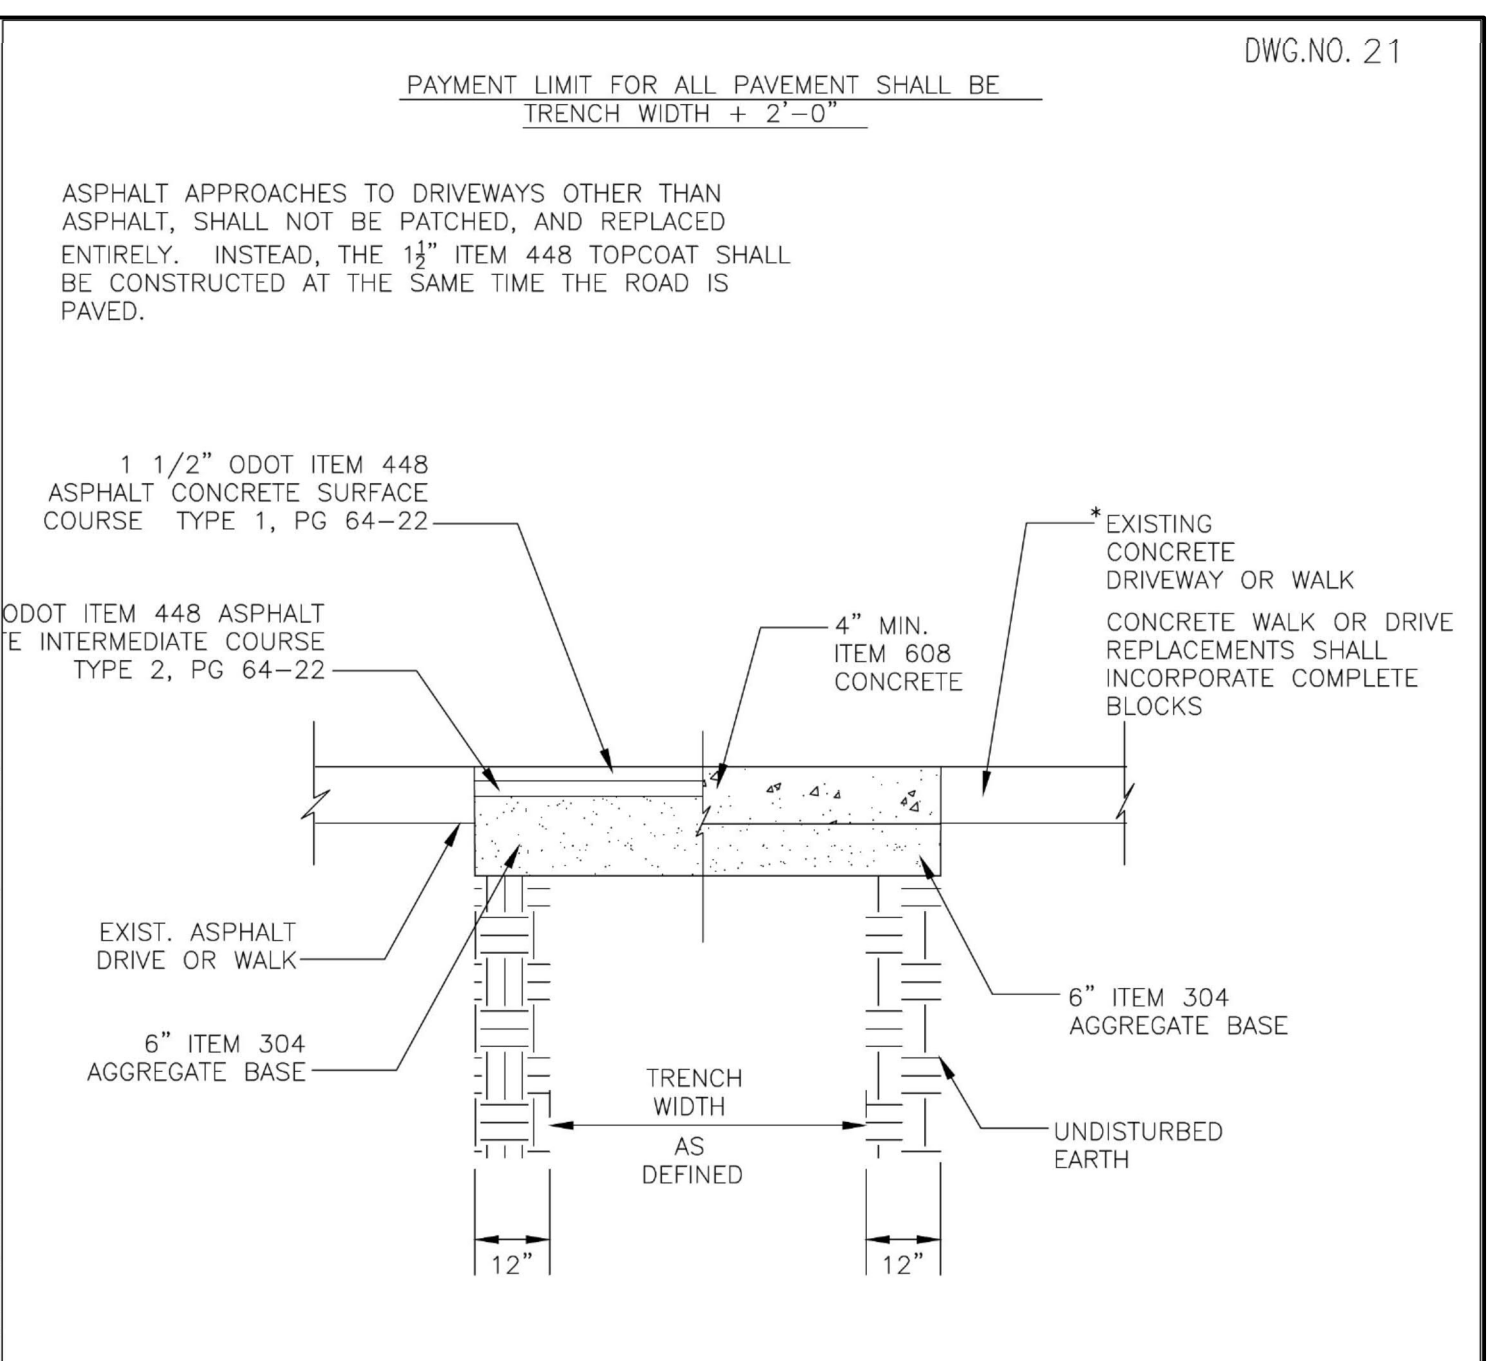 DWG.NO. 21
PAYMENT LIMIT FOR ALL PAVEMENT SHALL BE
TRENCH WIDTH + 2'-0"
ASPHALT APPROACHES TO DRIVEWAYS OTHER THAN
ASPHALT, SHALL NOT BE PATCHED, AND REPLACED
ENTIRELY. INSTEAD, THE 1½" ITEM 448 TOPCOAT SHALL
BE CONSTRUCTED AT THE SAME TIME THE ROAD IS
PAVED.
1 1/2" ODOT ITEM 448
ASPHALT CONCRETE SURFACE
COURSE TYPE 1, PG 64-22
ODOT ITEM 448 ASPHALT
INTERMEDIATE COURSE
TYPE 2, PG 64-22
4" MIN.
ITEM 608
CONCRETE
*EXISTING
CONCRETE
DRIVEWAY OR WALK
CONCRETE WALK OR DRIVE
REPLACEMENTS SHALL
INCORPORATE COMPLETE
BLOCKS
EXIST. ASPHALT
DRIVE OR WALK
6" ITEM 304
AGGREGATE BASE
6" ITEM 304
AGGREGATE BASE
TRENCH
WIDTH
AS
DEFINED
UNDISTURBED
EARTH
12"
12"